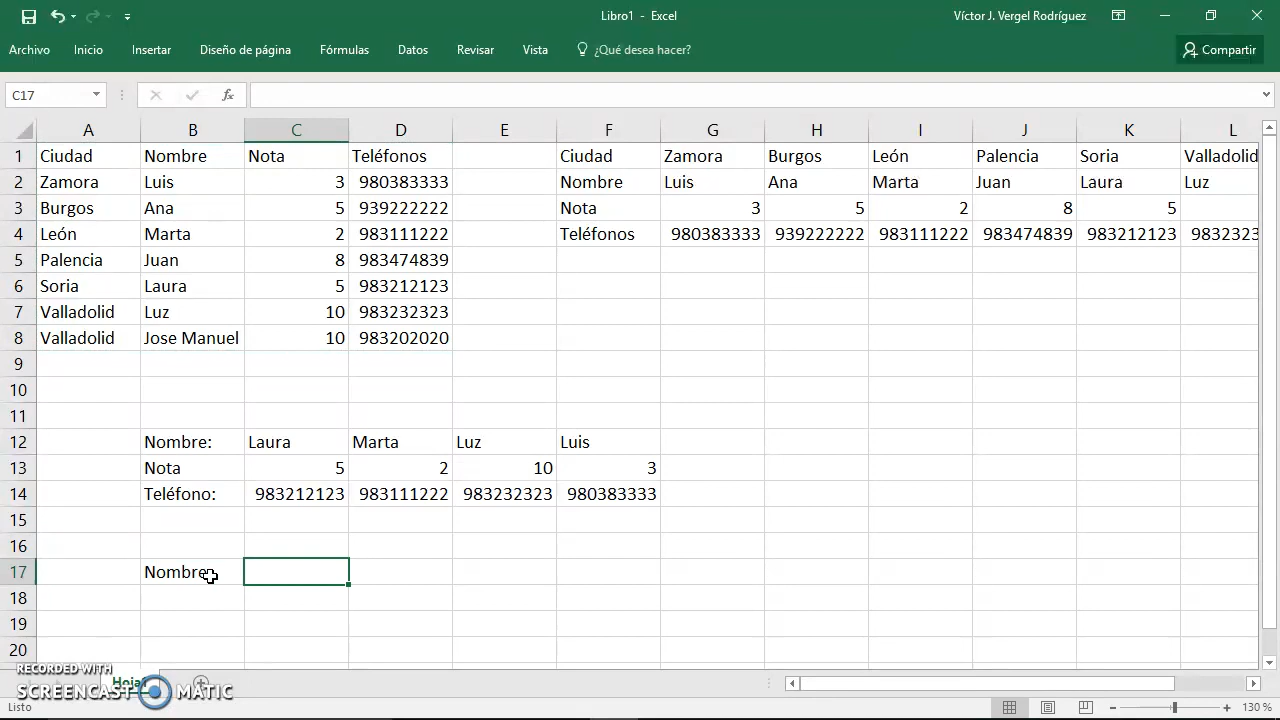 Libro1 - Excel
Víctor J. Vergel Rodríguez
Archivo Inicio Insertar Diseño de página Fórmulas Datos Revisar Vista ¿Qué desea hacer? Compartir
C17 fx
A B C D E F G H I J K L
1 Ciudad Nombre Nota Teléfonos Ciudad Zamora Burgos León Palencia Soria Valladolid
2 Zamora Luis 3 980383333 Nombre Luis Ana Marta Juan Laura Luz
3 Burgos Ana 5 939222222 Nota 3 5 2 8 5
4 León Marta 2 983111222 Teléfonos 980383333 939222222 983111222 983474839 983212123 9832323
5 Palencia Juan 8 983474839
6 Soria Laura 5 983212123
7 Valladolid Luz 10 983232323
8 Valladolid Jose Manuel 10 983202020
9
10
11
12 Nombre: Laura Marta Luz Luis
13 Nota 5 2 10 3
14 Teléfono: 983212123 983111222 983232323 980383333
15
16
17 Nombre
18
19
20
RECORDED WITH
SCREENCAST MATIC
Listo 130 %